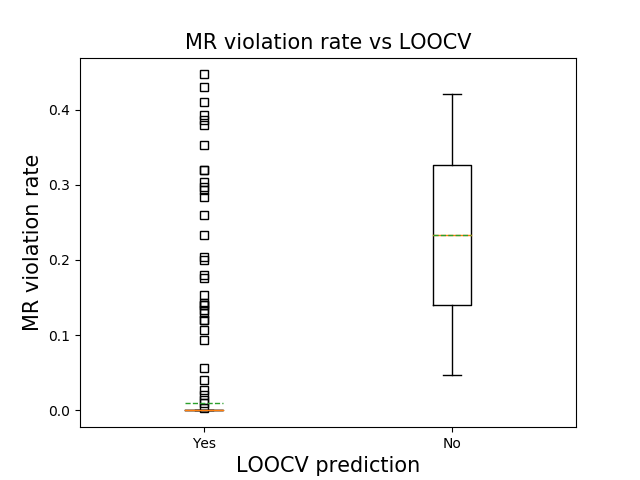 MR violation rate vs LOOCV
MR violation rate
0.4
0.3
0.2
0.1
0.0
Yes
No
LOOCV prediction